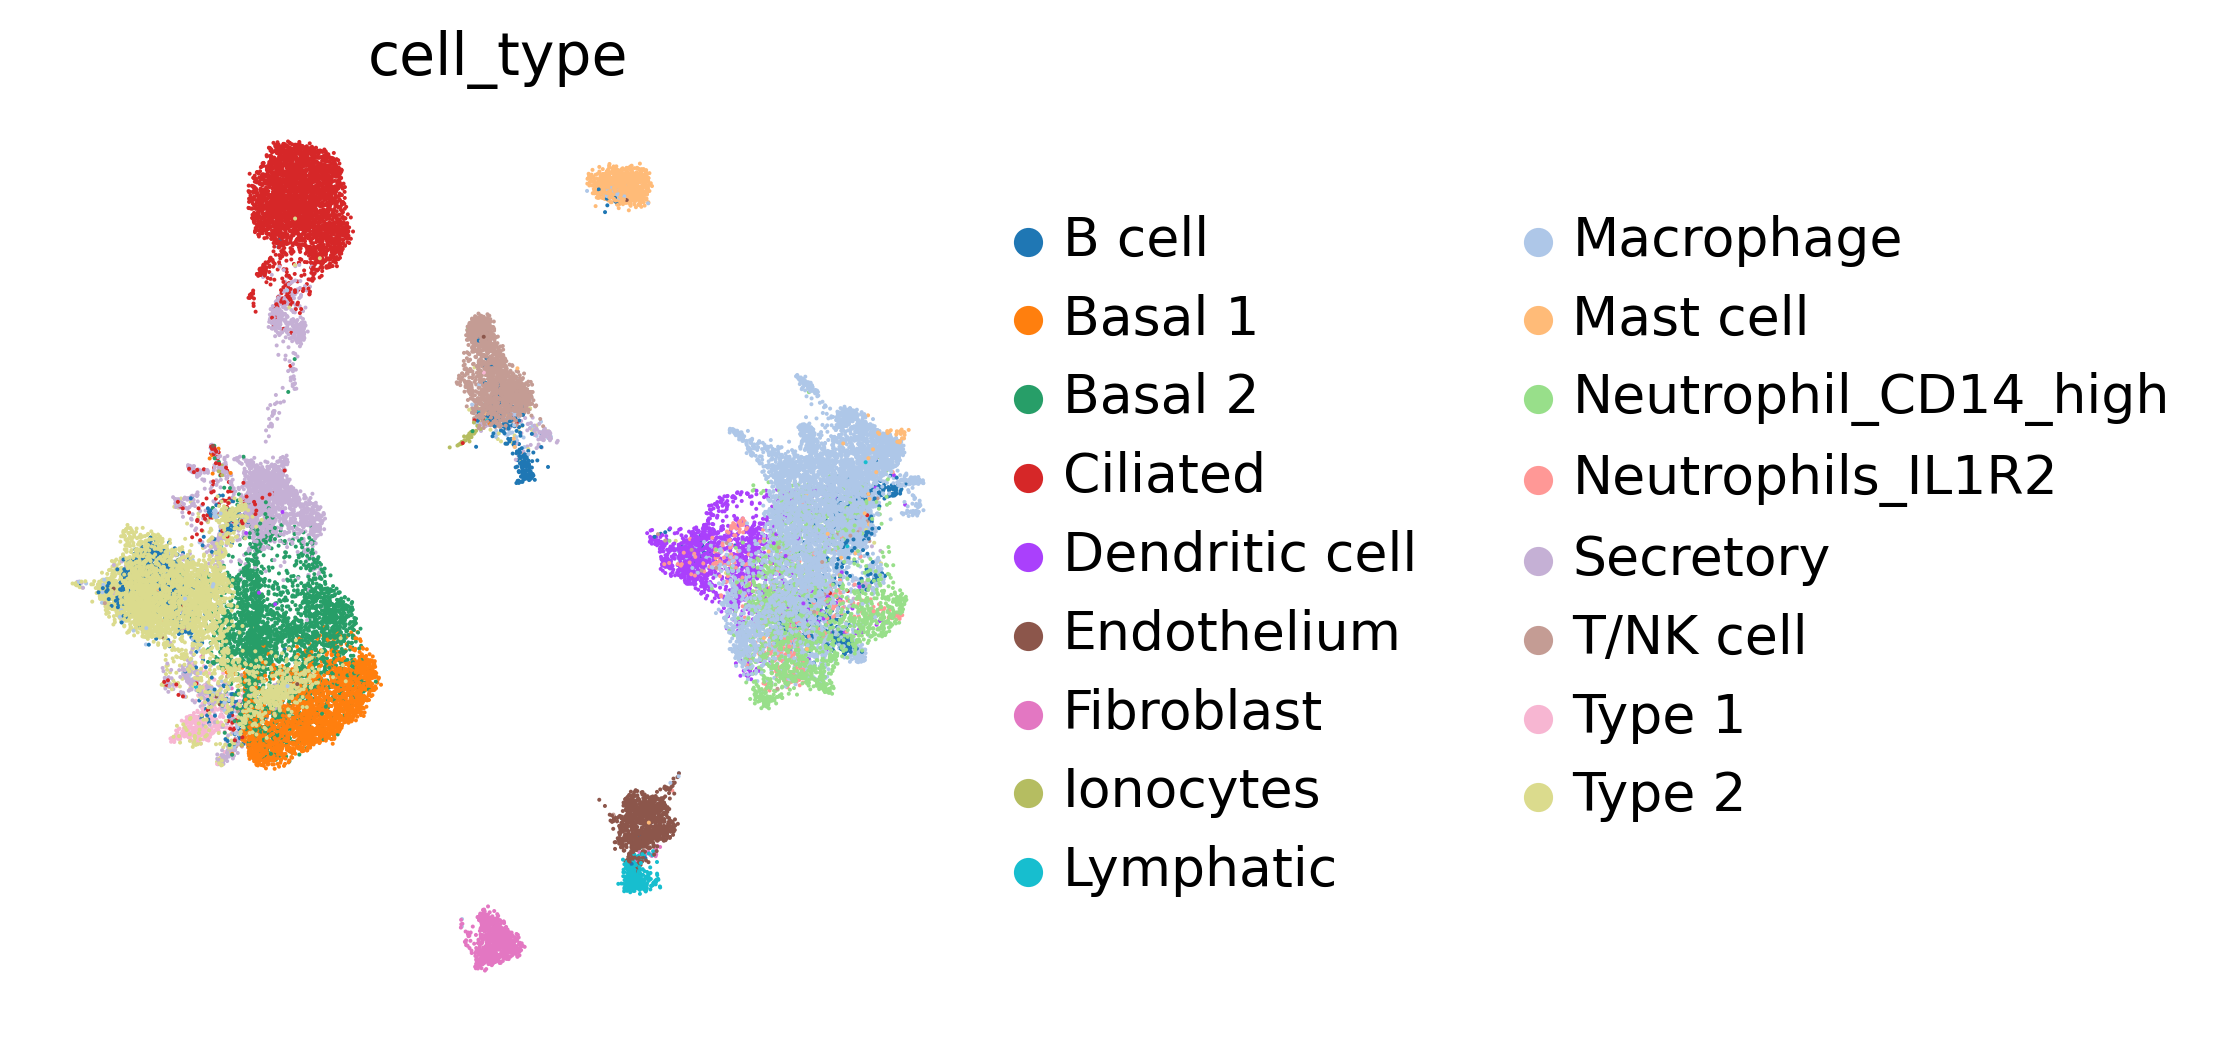 cell_type
B cell
Basal 1
Basal 2
Ciliated
Dendritic cell
Endothelium
Fibroblast
Ionocytes
Lymphatic
Macrophage
Mast cell
Neutrophil_CD14_high
Neutrophils_IL1R2
Secretory
T/NK cell
Type 1
Type 2